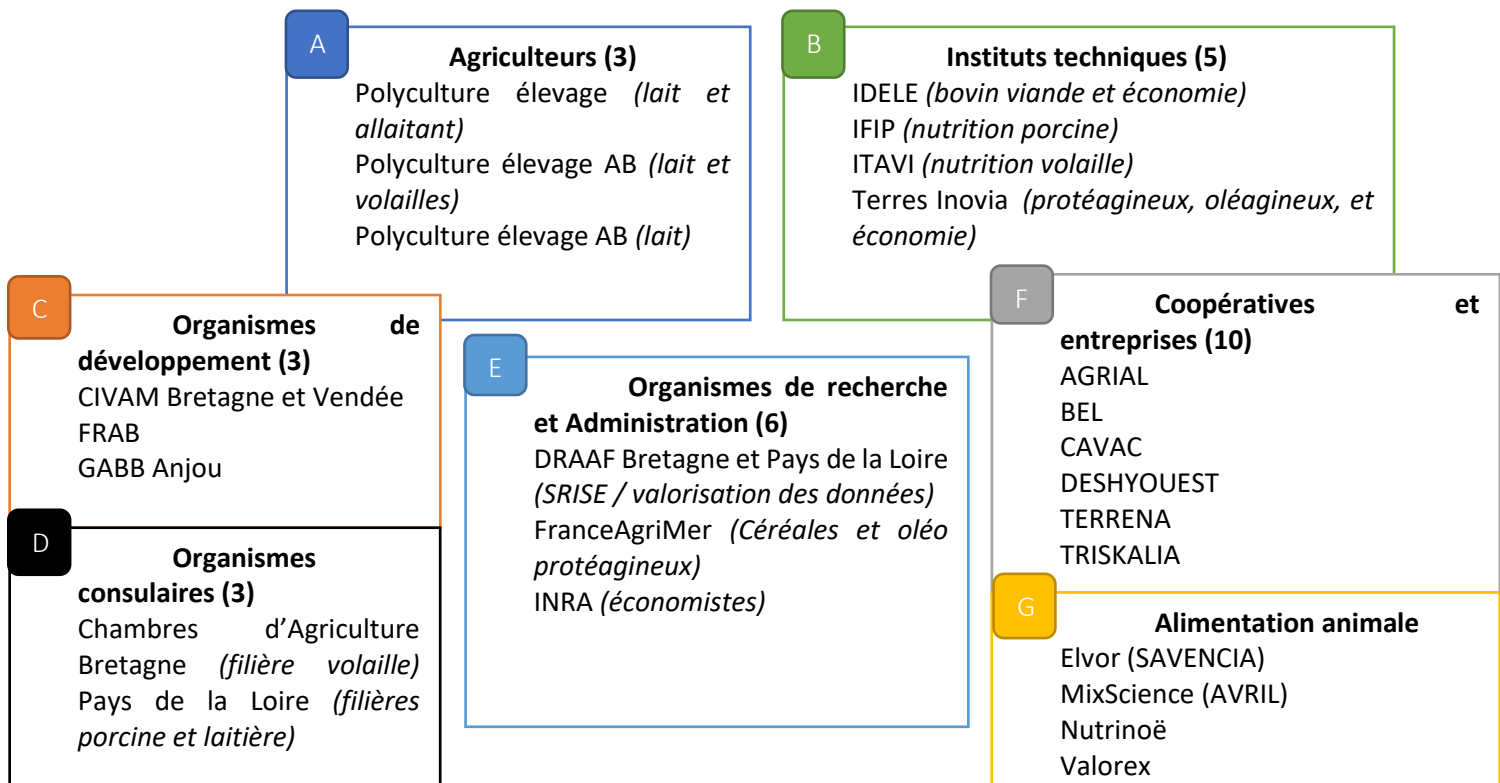 A
Agriculteurs (3)
Polyculture élevage (lait et
allaitant)
Polyculture élevage AB (lait et
volailles)
Polyculture élevage AB (lait)
B
Instituts techniques (5)
IDELE (bovin viande et économie)
IFIP (nutrition porcine)
ITAVI (nutrition volaille)
Terres Inovia (protéagineux, oléagineux, et
économie)
C
Organismes de
développement (3)
CIVAM Bretagne et Vendée
FRAB
GABB Anjou
D
Organismes
consulaires (3)
Chambres d’Agriculture
Bretagne (filière volaille)
Pays de la Loire (filières
porcine et laitière)
E
Organismes de recherche
et Administration (6)
DRAAF Bretagne et Pays de la Loire
(SRISE / valorisation des données)
FranceAgriMer (Céréales et oléo
protéagineux)
INRA (économistes)
F
Coopératives et
entreprises (10)
AGRIAL
BEL
CAVAC
DESHYOUEST
TERRENA
TRISKALIA
G
Alimentation animale
Elvor (SAVENCIA)
MixScience (AVRIL)
Nutrinoë
Valorex